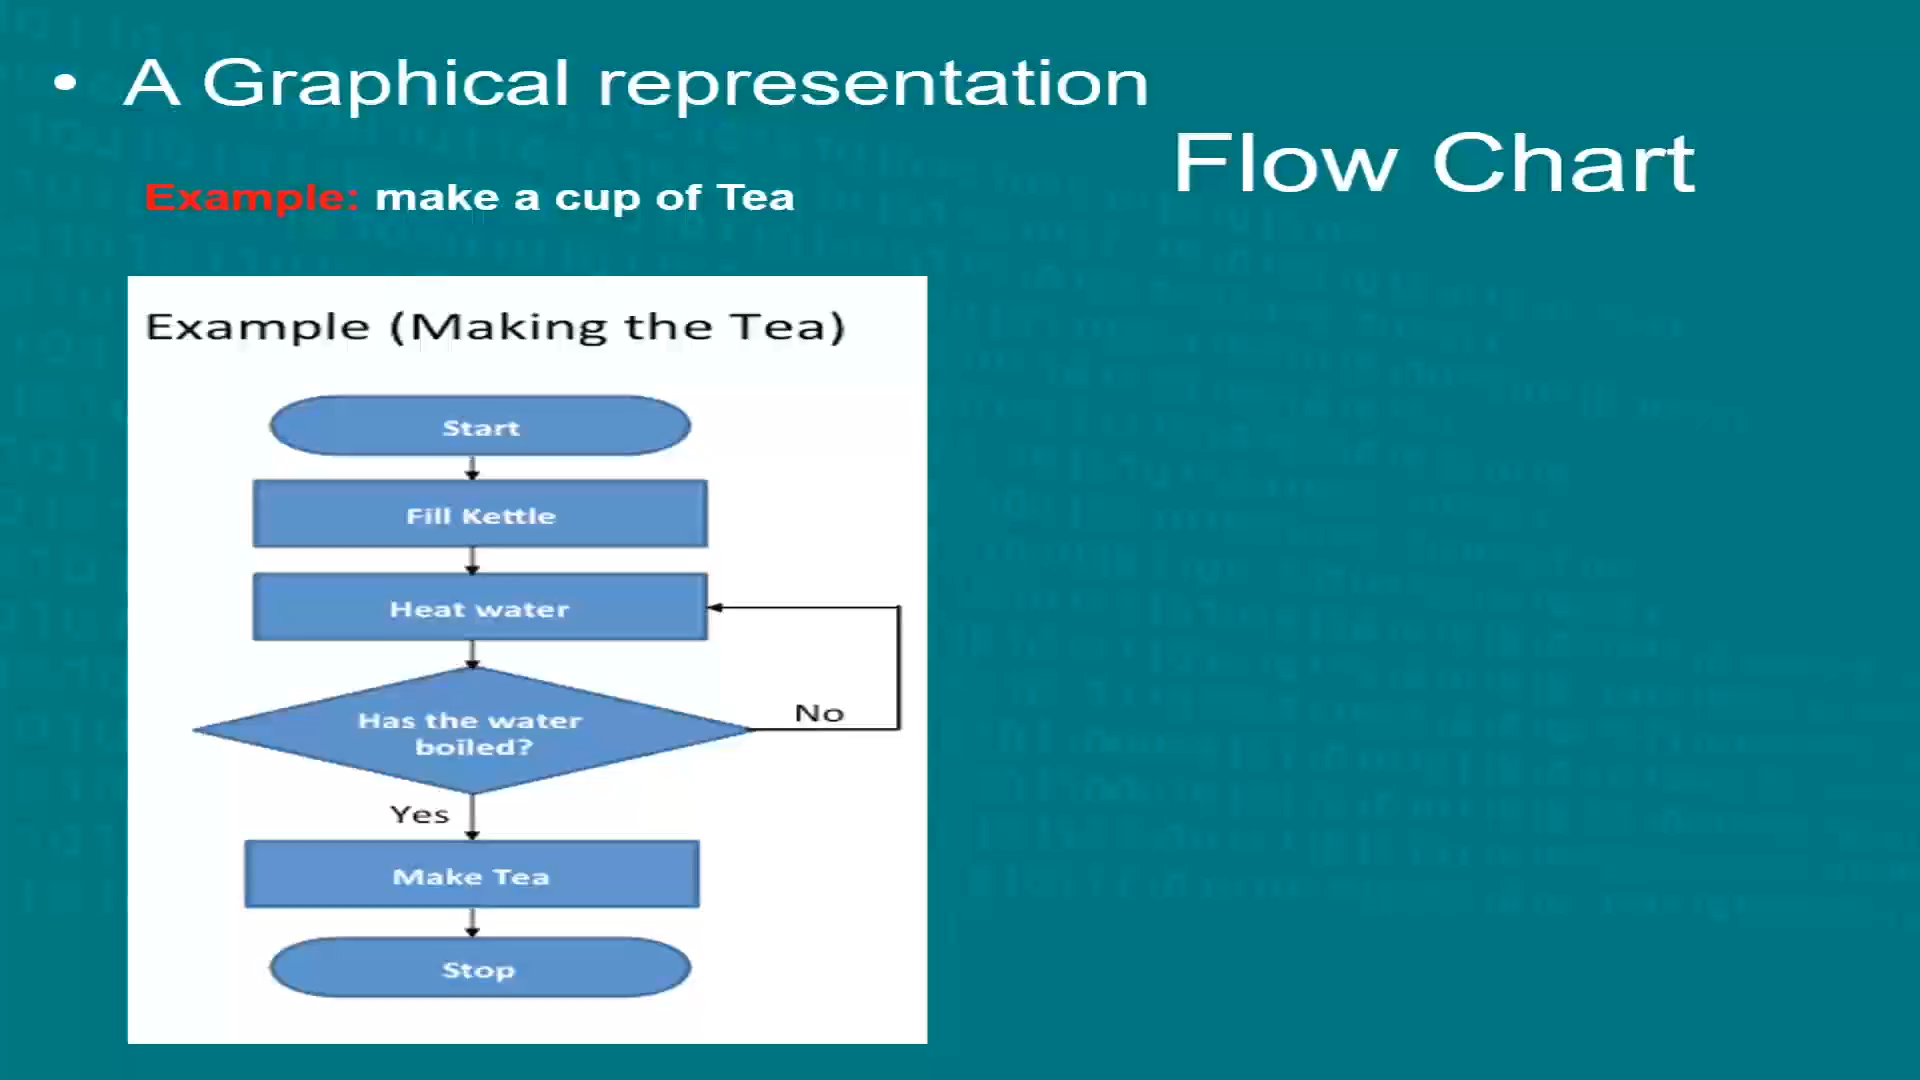 • A Graphical representation
Flow Chart
Example: make a cup of Tea
Example (Making the Tea)
Start
Fill Kettle
Heat water
Has the water
boiled?
No
Yes
Make Tea
Stop